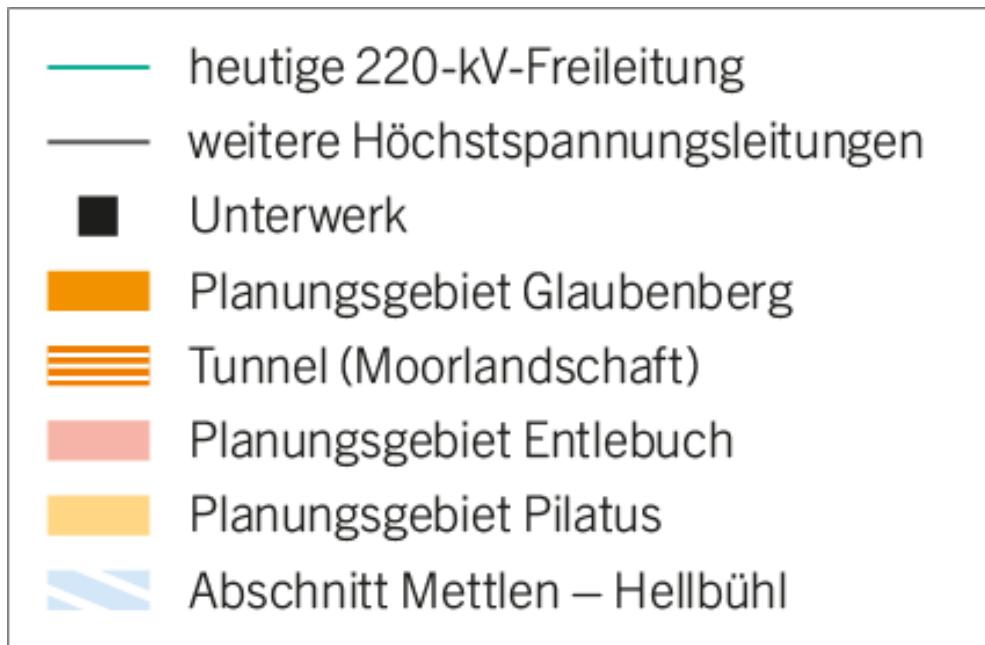 heutige 220-kV-Freileitung
weitere Höchstspannungsleitungen
Unterwerk
Planungsgebiet Glaubenberg
Tunnel (Moorlandschaft)
Planungsgebiet Entlebuch
Planungsgebiet Pilatus
Abschnitt Mettlen – Hellbühl